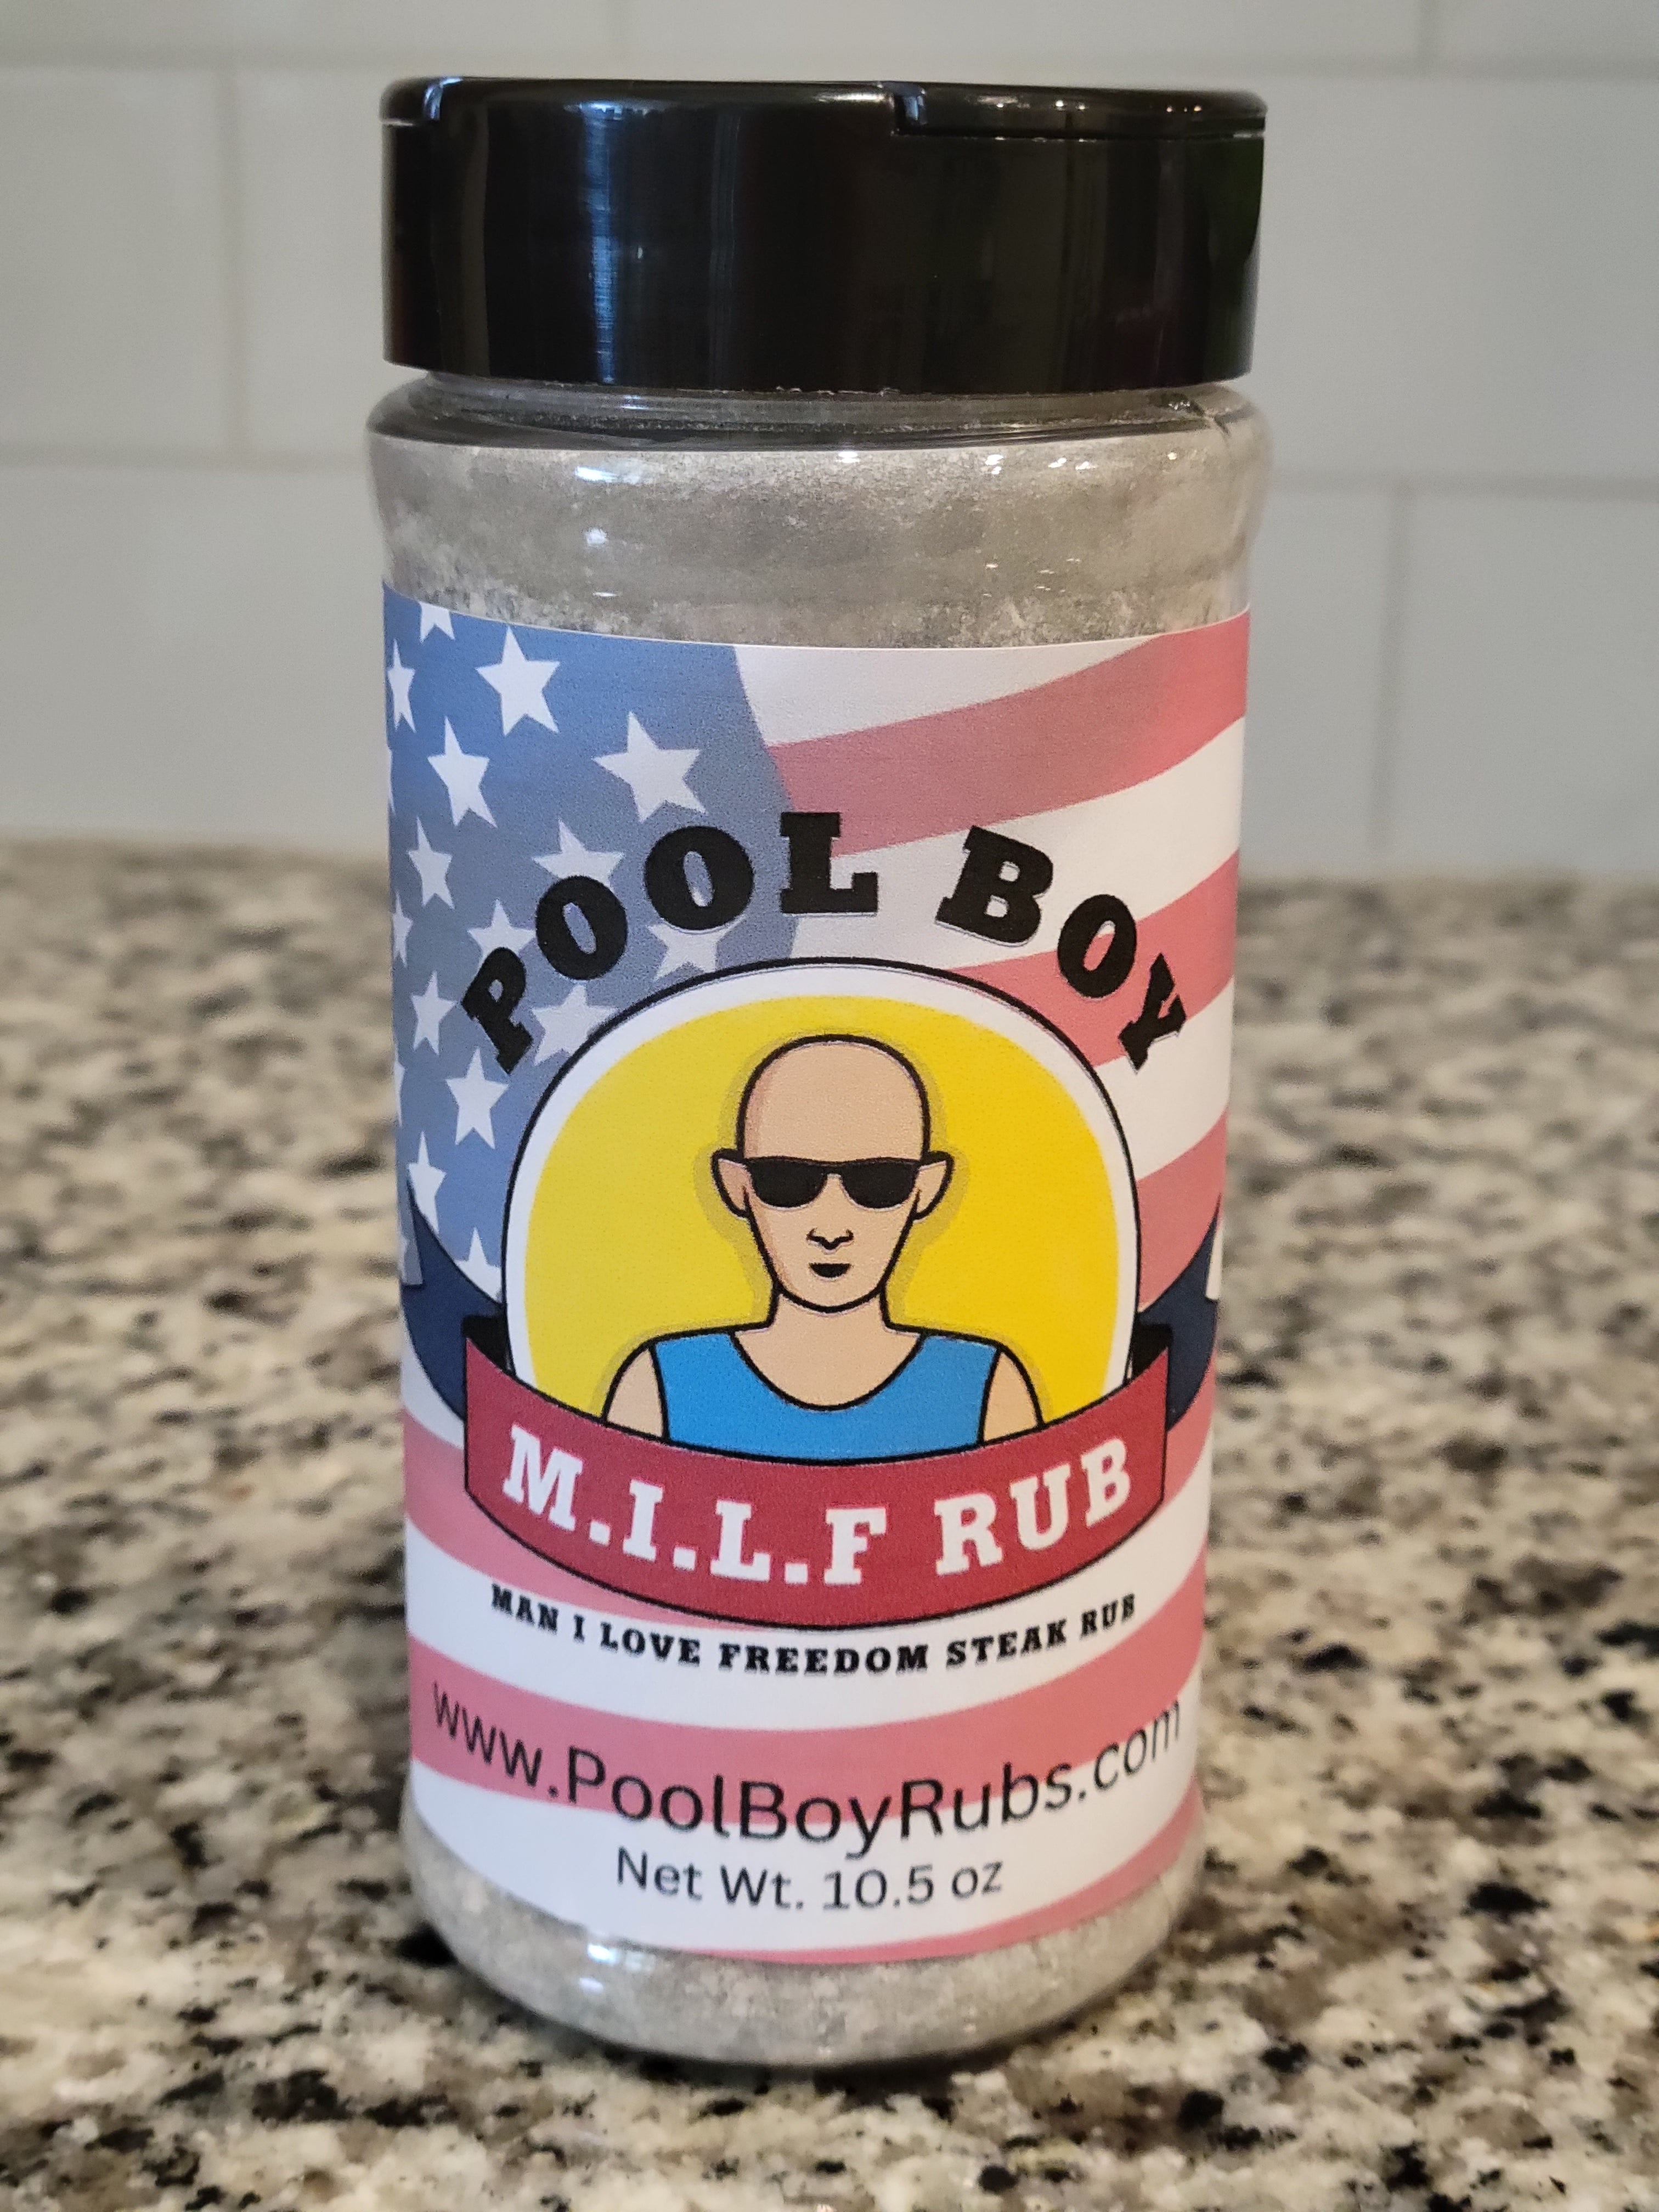 POOL BOY
M.I.L.F RUB
MAN I LOVE FREEDOM STEAK RUB
www.PoolBoyRubs.com
Net Wt. 10.5 oz